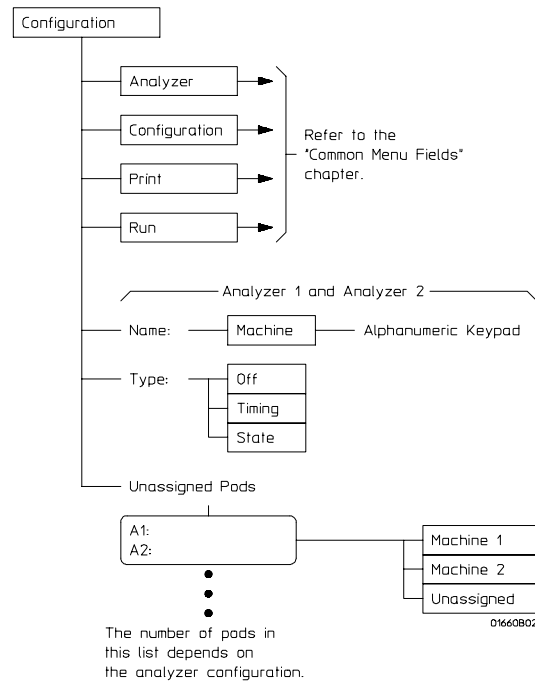 Configuration
Analyzer
Configuration
Print
Run
Refer to the
"Common Menu Fields"
chapter.
Analyzer 1 and Analyzer 2
Name:
Machine
Alphanumeric Keypad
Type:
Off
Timing
State
Unassigned Pods
A1:
A2:
Machine 1
Machine 2
Unassigned
01660B02
The number of pods in
this list depends on
the analyzer configuration.